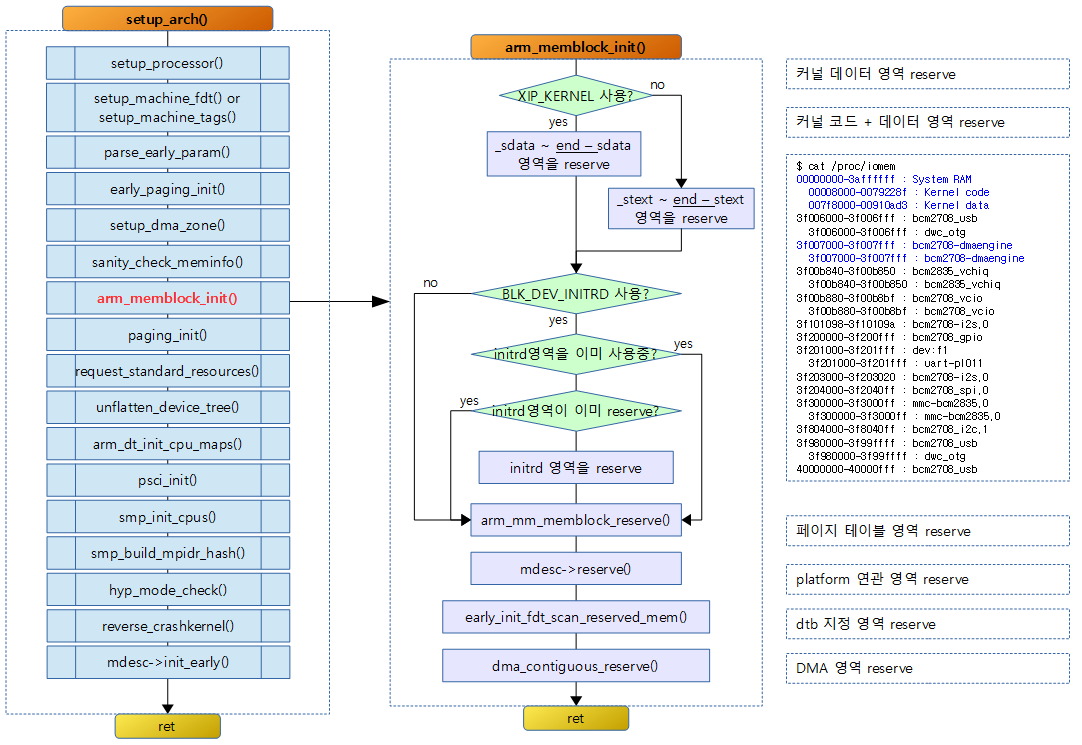 setup_arch()
setup_processor()
setup_machine_fdt() or
setup_machine_tags()
parse_early_param()
early_paging_init()
setup_dma_zone()
sanity_check_meminfo()
arm_memblock_init()
paging_init()
request_standard_resources()
unflatten_device_tree()
arm_dt_init_cpu_maps()
psci_init()
smp_init_cpus()
smp_build_mpidr_hash()
hyp_mode_check()
reverse_crashkernel()
mdesc->init_early()
ret
arm_memblock_init()
XIP_KERNEL 사용?
no
yes
_sdata ~ end – sdata
영역을 reserve
_stext ~ end – stext
영역을 reserve
no
BLK_DEV_INITRD 사용?
yes
initrd영역을 이미 사용중?
yes
yes
initrd영역이 이미 reserve?
initrd 영역을 reserve
arm_mm_memblock_reserve()
mdesc->reserve()
early_init_fdt_scan_reserved_mem()
dma_contiguous_reserve()
ret
커널 데이터 영역 reserve
커널 코드 + 데이터 영역 reserve
$ cat /proc/iomem
00000000-3affffff : System RAM
00008000-0079228f : Kernel code
007f8000-00910ad3 : Kernel data
3f006000-3f006fff : bcm2708_usb
3f006000-3f006fff : dwc_otg
3f007000-3f007fff : bcm2708-dmaengine
3f007000-3f007fff : bcm2708-dmaengine
3f00b840-3f00b850 : bcm2835_vchiq
3f00b840-3f00b850 : bcm2835_vchiq
3f00b880-3f00b8bf : bcm2708_vcio
3f00b880-3f00b8bf : bcm2708_vcio
3f101098-3f10109a : bcm2708-i2s.0
3f200000-3f200fff : bcm2708_gpio
3f201000-3f201fff : dev:f1
3f201000-3f201fff : uart-pl011
3f203000-3f203020 : bcm2708-i2s.0
3f204000-3f2040ff : bcm2708_spi.0
3f300000-3f3000ff : mmc-bcm2835.0
3f300000-3f3000ff : mmc-bcm2835.0
3f804000-3f8040ff : bcm2708_i2c.1
3f980000-3f99ffff : bcm2708_usb
3f980000-3f99ffff : dwc_otg
40000000-40000fff : bcm2708_usb
페이지 테이블 영역 reserve
platform 연관 영역 reserve
dtb 지정 영역 reserve
DMA 영역 reserve